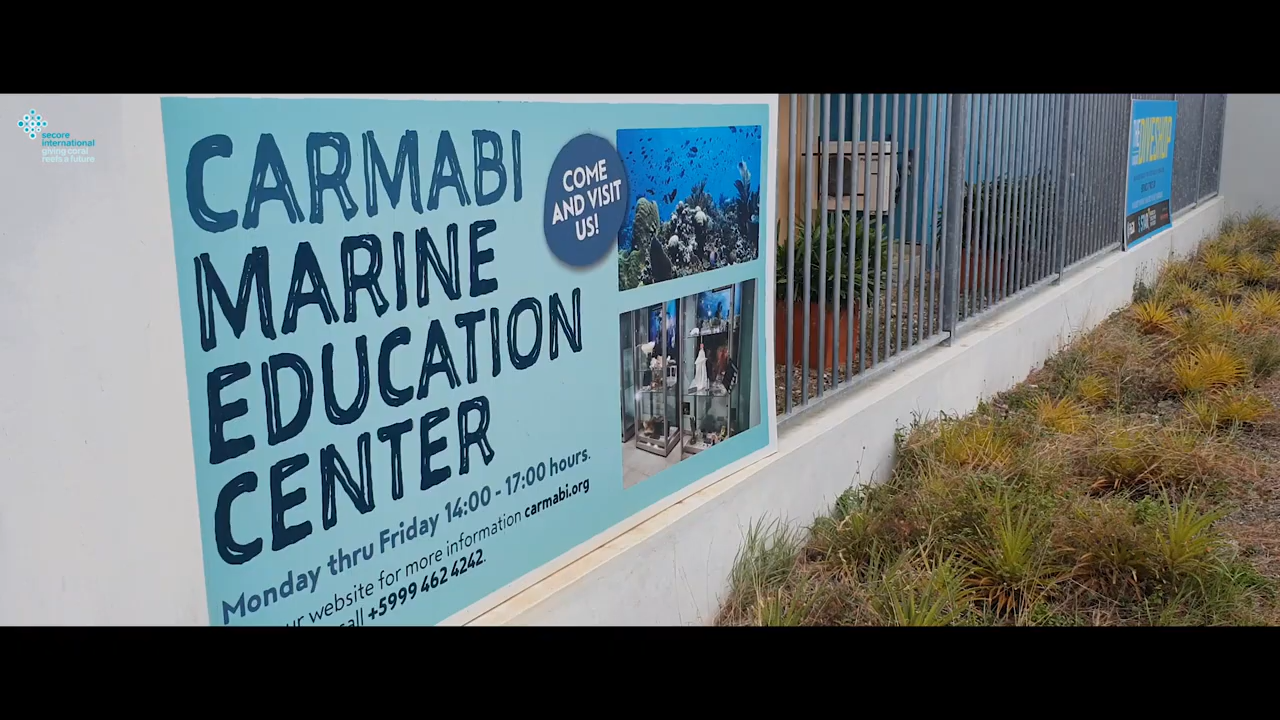 secore
international
giving coral
reefs a future
CARMABI
MARINE
EDUCATION
CENTER
COME
AND VISIT
US!
Monday thru Friday 14:00 - 17:00 hours.
website for more information carmabi.org
call +5999 462 4242.
DIVESHOP